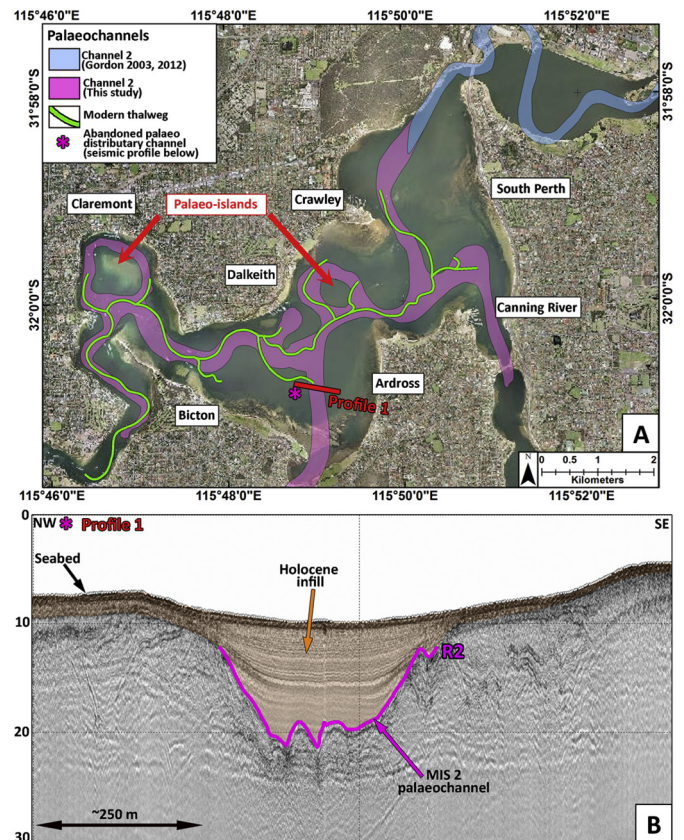 115°46'0"E 115°48'0"E 115°50'0"E 115°52'0"E
Palaeochannels
Channel 2
(Gordon 2003, 2012)
Channel 2
(This study)
Modern thalweg
Abandoned palaeo
distributary channel
(seismic profile below)
31°58'0"S
31°58'0"S
Claremont
Palaeo-islands
Crawley
South Perth
Dalkeith
32°0'0"S
32°0'0"S
Canning River
Ardross
Profile 1
Bicton
A
N
0 0.5 1 2
Kilometers
115°46'0"E 115°48'0"E 115°50'0"E 115°52'0"E
0
NW Profile 1
SE
Seabed
Holocene
infill
10
R2
20
MIS 2
palaeochannel
~250 m
B
30